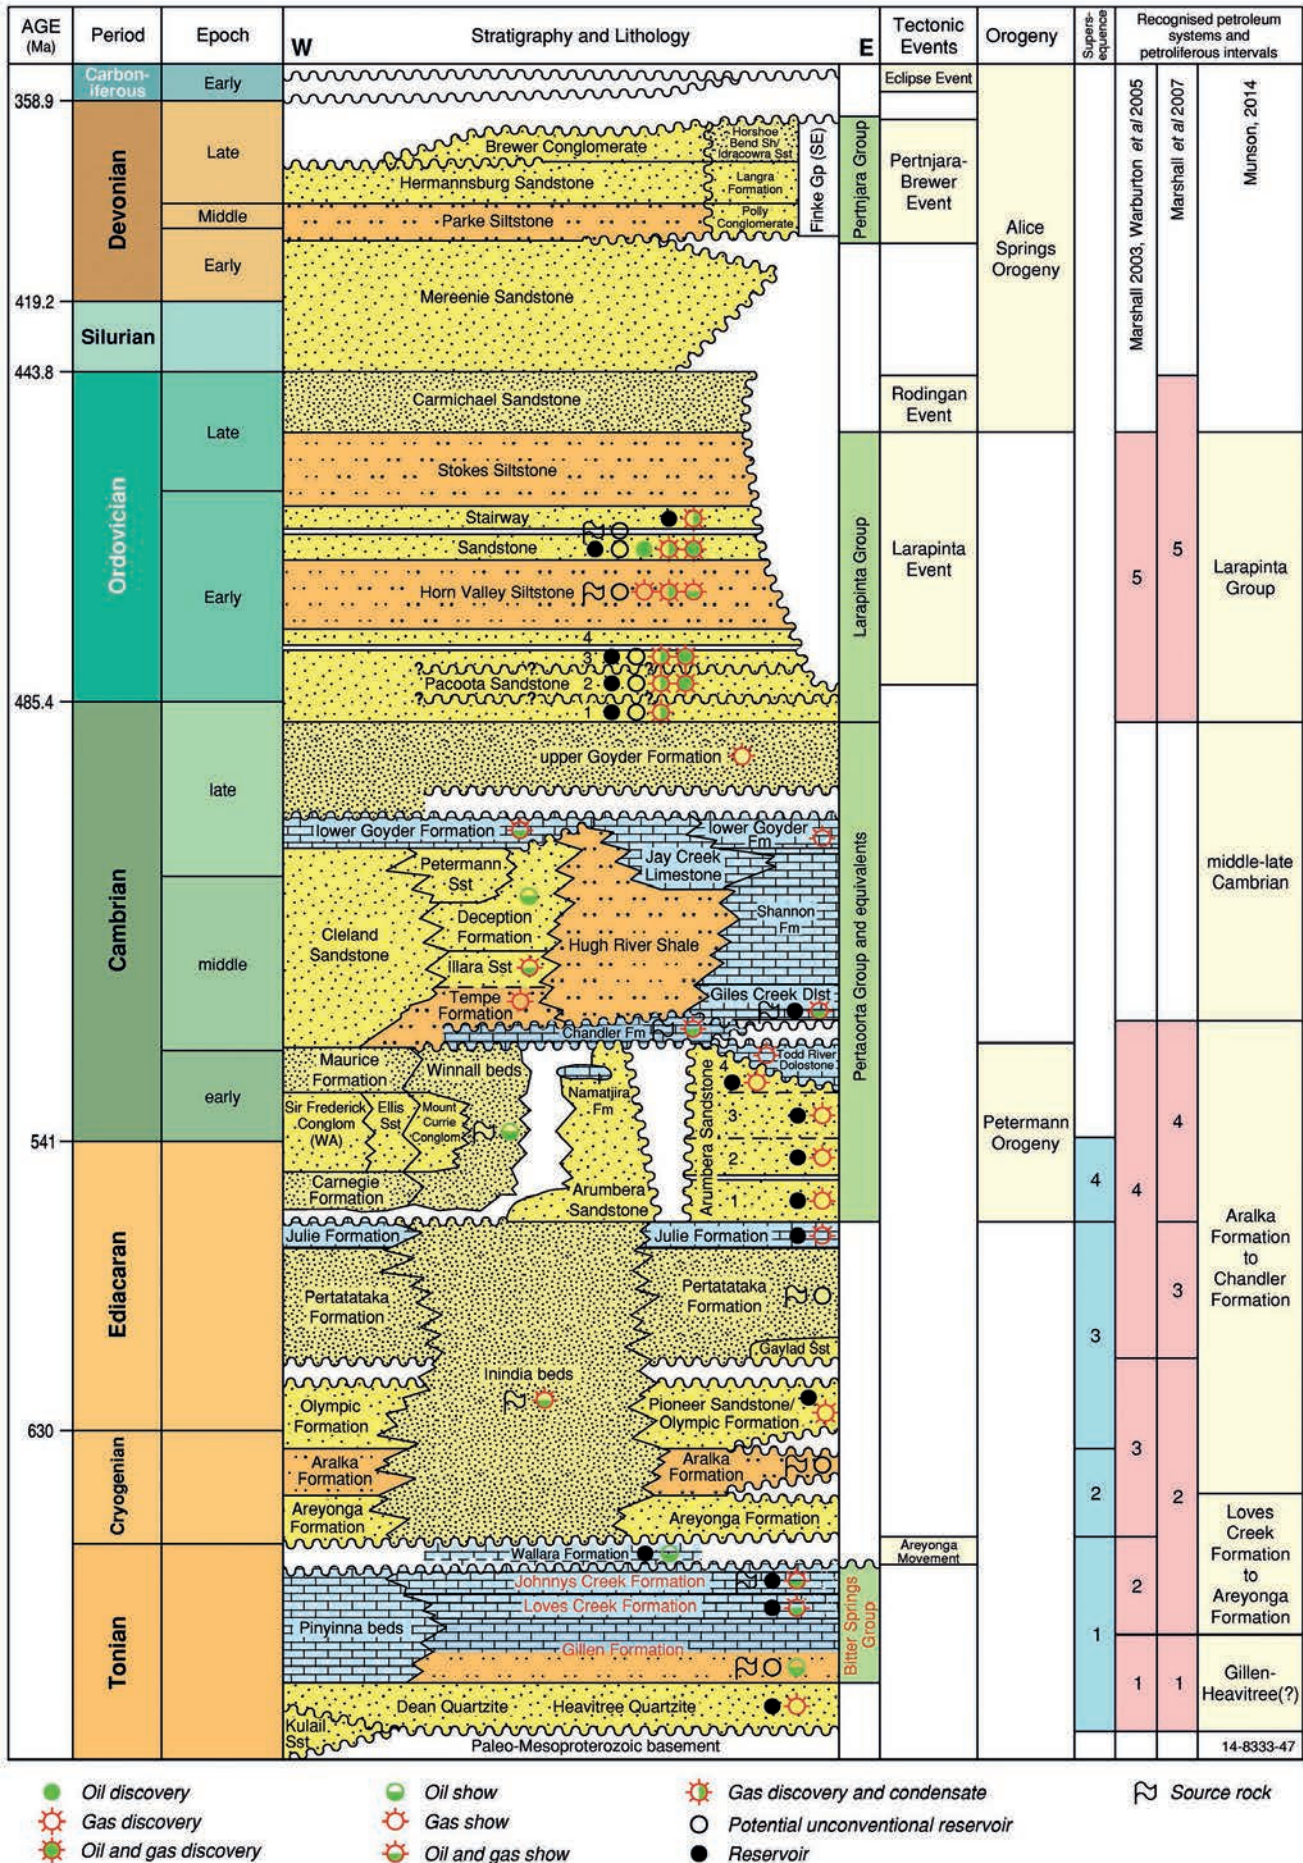 AGE
(Ma)
Period
Epoch
W
Stratigraphy and Lithology
E
Tectonic
Events
Orogeny
Supers-
equence
Recognised petroleum
systems and
petroliferous intervals
Marshall 2003, Warburton et al 2005
Marshall et al 2007
Munson, 2014
358.9
419.2
443.8
485.4
541
630
Carbon-
iferous
Devonian
Silurian
Ordovician
Cambrian
Ediacaran
Cryogenian
Tonian
Early
Late
Middle
Early
Late
Early
late
middle
early
Brewer Conglomerate
Horshoe
Bend Sh/
Idracowra Sst
Hermannsburg Sandstone
Langra
Formation
Parke Siltstone
Polly
Conglomerate
Finke Gp (SE)
Mereenie Sandstone
Carmichael Sandstone
Stokes Siltstone
Stairway
Sandstone
Horn Valley Siltstone
4
3
? ? ?
Pacoota Sandstone 2
? ? ?
1
upper Goyder Formation
lower Goyder Formation
lower Goyder
Fm
Petermann
Sst
Jay Creek
Limestone
Cleland
Sandstone
Deception
Formation
Hugh River Shale
Shannon
Fm
Illara Sst
Tempe
Formation
Giles Creek Dlst
Chandler Fm
Maurice
Formation
Winnall beds
Todd River
Dolostone
Namatjira
Fm
Sir Frederick
Conglom
(WA)
Ellis
Sst
Mount
Currie
Conglom
Arumbera Sandstone
4
3
2
1
Carnegie
Formation
Arumbera
Sandstone
Julie Formation
Julie Formation
Pertatataka
Formation
Pertatataka
Formation
Gaylad Sst
Inindia beds
Olympic
Formation
Pioneer Sandstone/
Olympic Formation
Aralka
Formation
Aralka
Formation
Areyonga
Formation
Areyonga Formation
Wallara Formation
Johnnys Creek Formation
Loves Creek Formation
Pinyinna beds
Gillen Formation
Dean Quartzite
Heavitree Quartzite
Kulail
Sst
Paleo-Mesoproterozoic basement
Pertnjara Group
Larapinta Group
Pertaoorta Group and equivalents
Bitter Springs
Group
Eclipse Event
Pertnjara-
Brewer
Event
Rodingan
Event
Larapinta
Event
Areyonga
Movement
Alice
Springs
Orogeny
Petermann
Orogeny
4
3
2
1
5
4
3
2
1
5
4
3
2
1
Larapinta
Group
middle-late
Cambrian
Aralka
Formation
to
Chandler
Formation
Loves
Creek
Formation
to
Areyonga
Formation
Gillen-
Heavitree(?)
14-8333-47
Oil discovery
Gas discovery
Oil and gas discovery
Oil show
Gas show
Oil and gas show
Gas discovery and condensate
Potential unconventional reservoir
Reservoir
Source rock